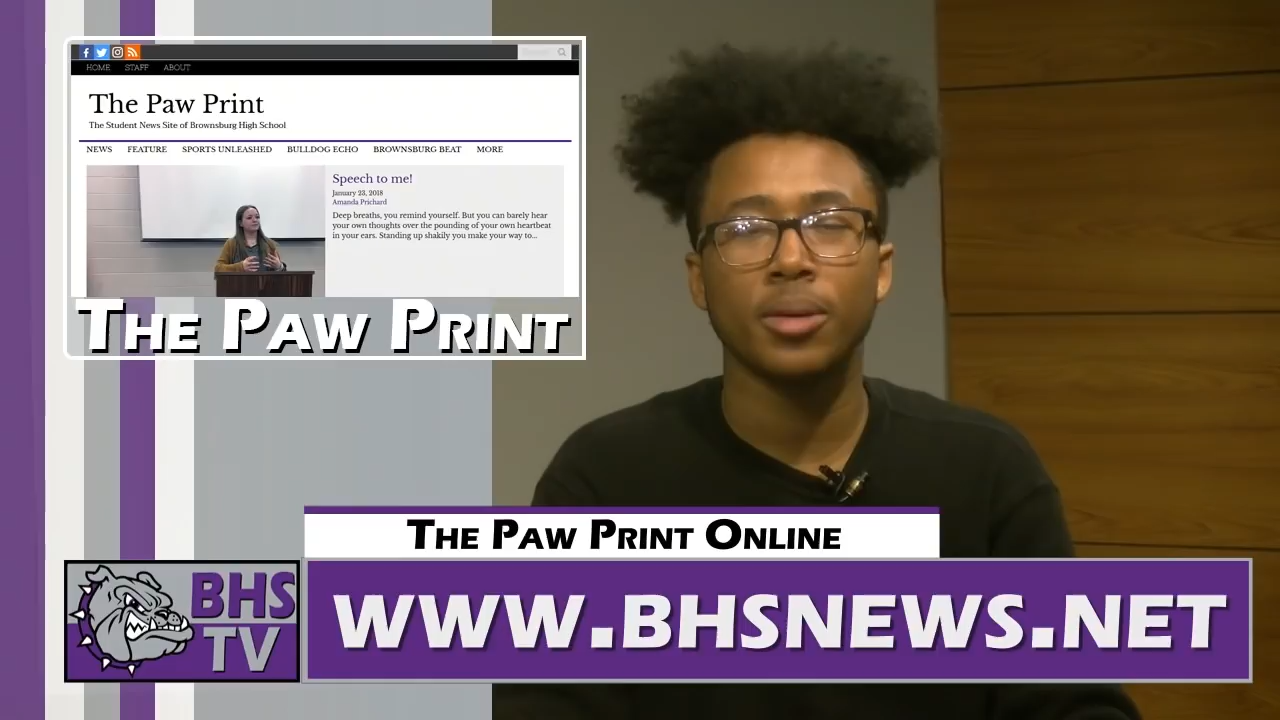 HOME STAFF ABOUT
The Paw Print
The Student News Site of Brownsburg High School
NEWS FEATURE SPORTS UNLEASHED BULLDOG ECHO BROWNSBURG BEAT MORE
Speech to me!
January 23, 2018
Amanda Prichard
Deep breaths, you remind yourself. But you can barely hear
your own thoughts over the pounding of your own heartbeat
in your ears. Standing up shakily you make your way to...
THE PAW PRINT
THE PAW PRINT ONLINE
BHS
TV
WWW.BHSNEWS.NET